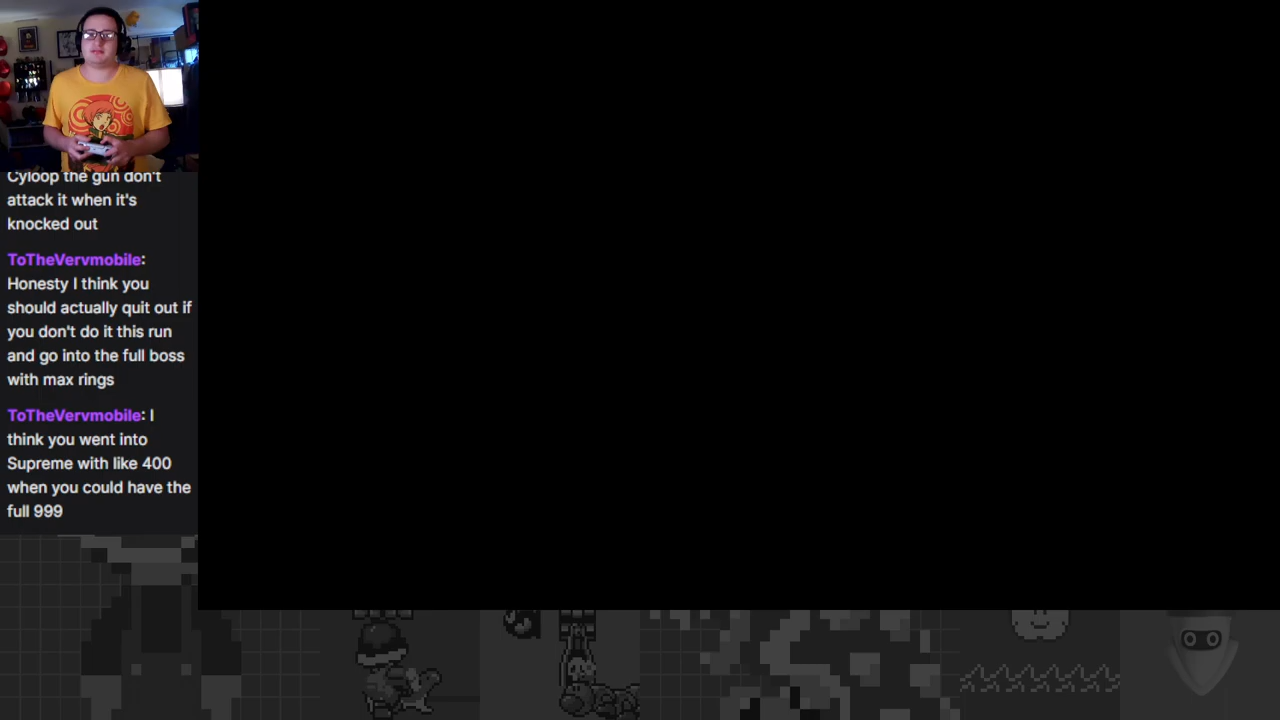 Cyloop the gun don't
attack it when it's
knocked out
ToTheVervmobile:
Honesty I think you
should actually quit out if
you don't do it this run
and go into the full boss
with max rings
ToTheVervmobile: I
think you went into
Supreme with like 400
when you could have the
full 999